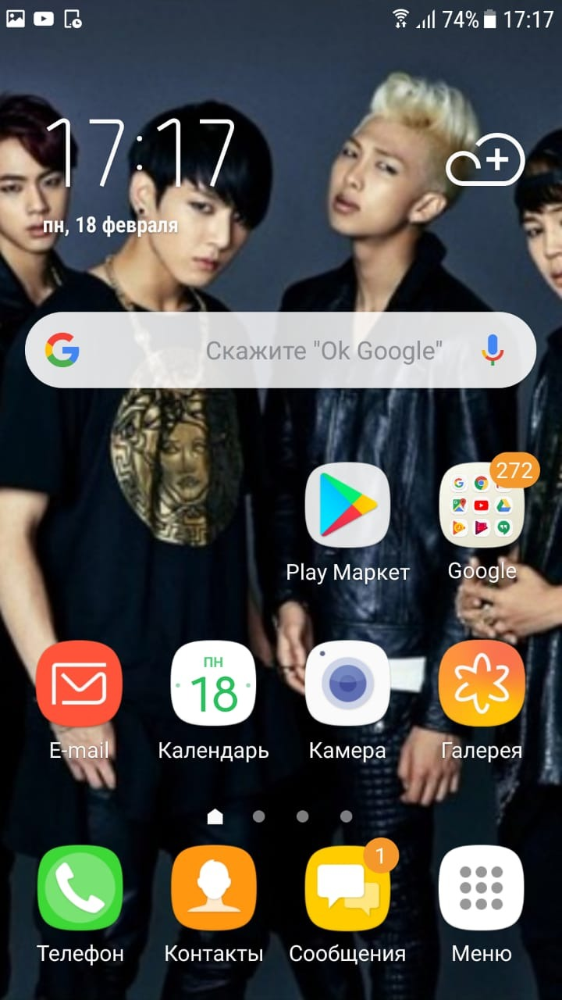 74% 17:17
17:17
пн, 18 февраля
Скажите "Ok Google"
272
Play Маркет
Google
ПН
18
E-mail
Календарь
Камера
Галерея
1
Телефон
Контакты
Сообщения
Меню